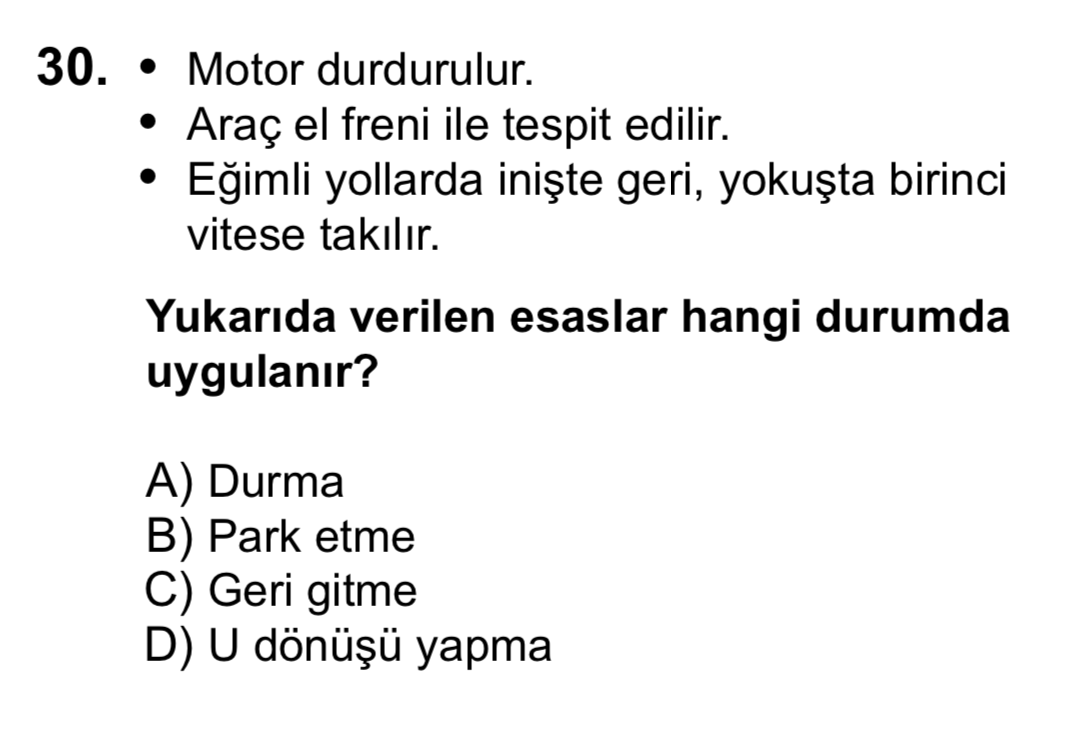 30. • Motor durdurulur.
• Araç el freni ile tespit edilir.
• Eğimli yollarda inişte geri, yokuşta birinci
vitese takılır.
Yukarıda verilen esaslar hangi durumda
uygulanır?
A) Durma
B) Park etme
C) Geri gitme
D) U dönüşü yapma